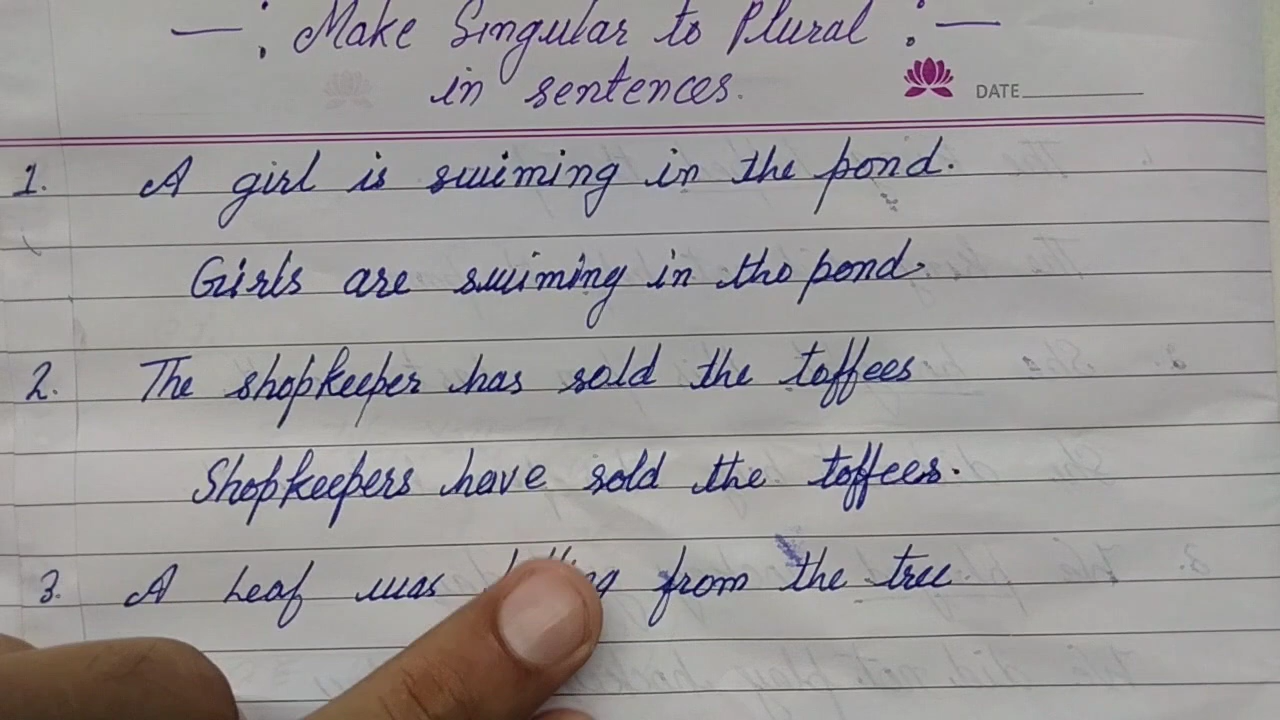 —: Make Singular to Plural :—
in sentences.
DATE
1. A girl is swiming in the pond.
Girls are swiming in the pond.
2. The shopkeeper has sold the toffees
Shopkeepers have sold the toffees.
3. A Leaf was from the tree